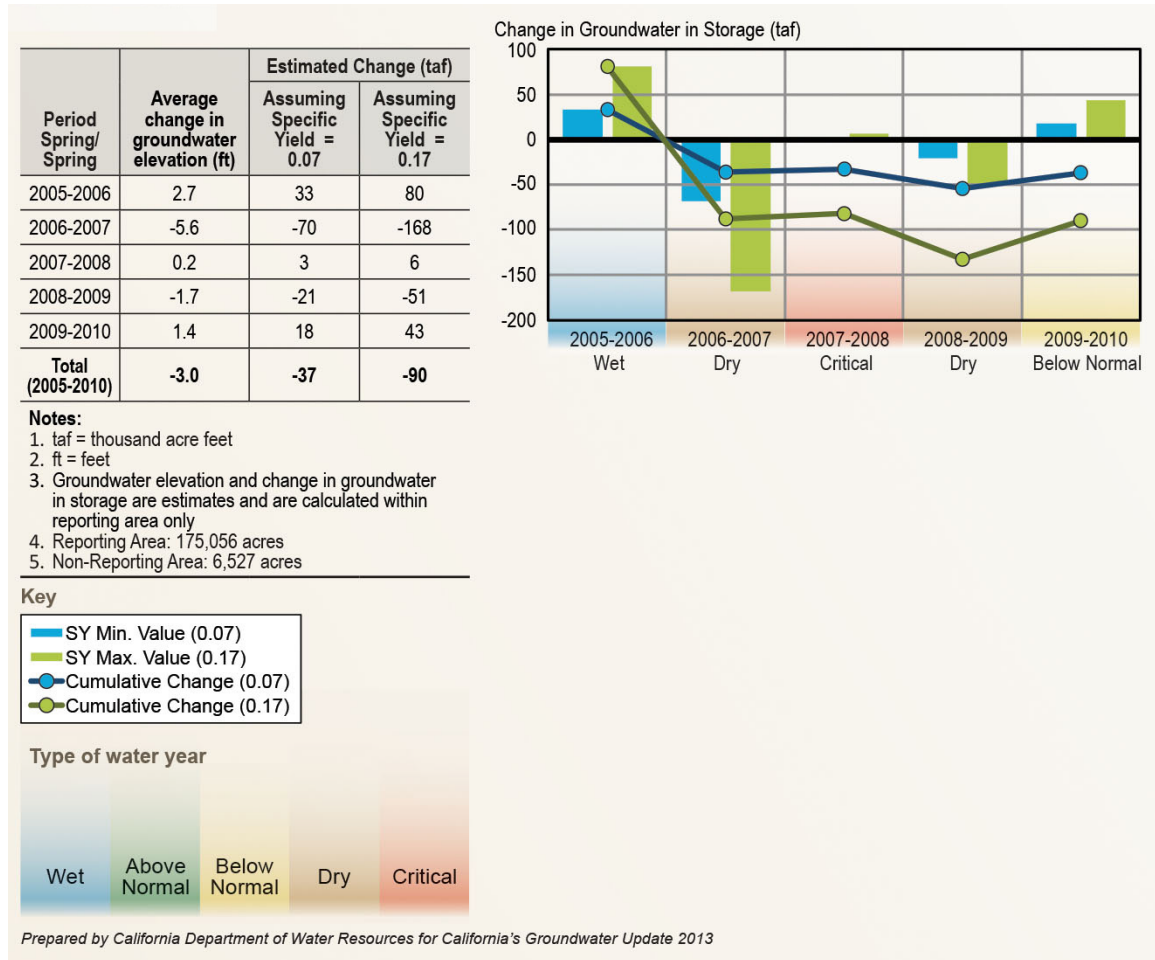 Change in Groundwater in Storage (taf)
Period Spring/ Spring
Average change in groundwater elevation (ft)
Estimated Change (taf)
Assuming Specific Yield = 0.07
Assuming Specific Yield = 0.17
2005-2006 2.7 33 80
2006-2007 -5.6 -70 -168
2007-2008 0.2 3 6
2008-2009 -1.7 -21 -51
2009-2010 1.4 18 43
Total (2005-2010) -3.0 -37 -90
100
50
0
-50
-100
-150
-200
2005-2006 2006-2007 2007-2008 2008-2009 2009-2010
Wet Dry Critical Dry Below Normal
Notes:
1. taf = thousand acre feet
2. ft = feet
3. Groundwater elevation and change in groundwater
in storage are estimates and are calculated within
reporting area only
4. Reporting Area: 175,056 acres
5. Non-Reporting Area: 6,527 acres
Key
SY Min. Value (0.07)
SY Max. Value (0.17)
Cumulative Change (0.07)
Cumulative Change (0.17)
Type of water year
Wet
Above Normal
Below Normal
Dry
Critical
Prepared by California Department of Water Resources for California's Groundwater Update 2013